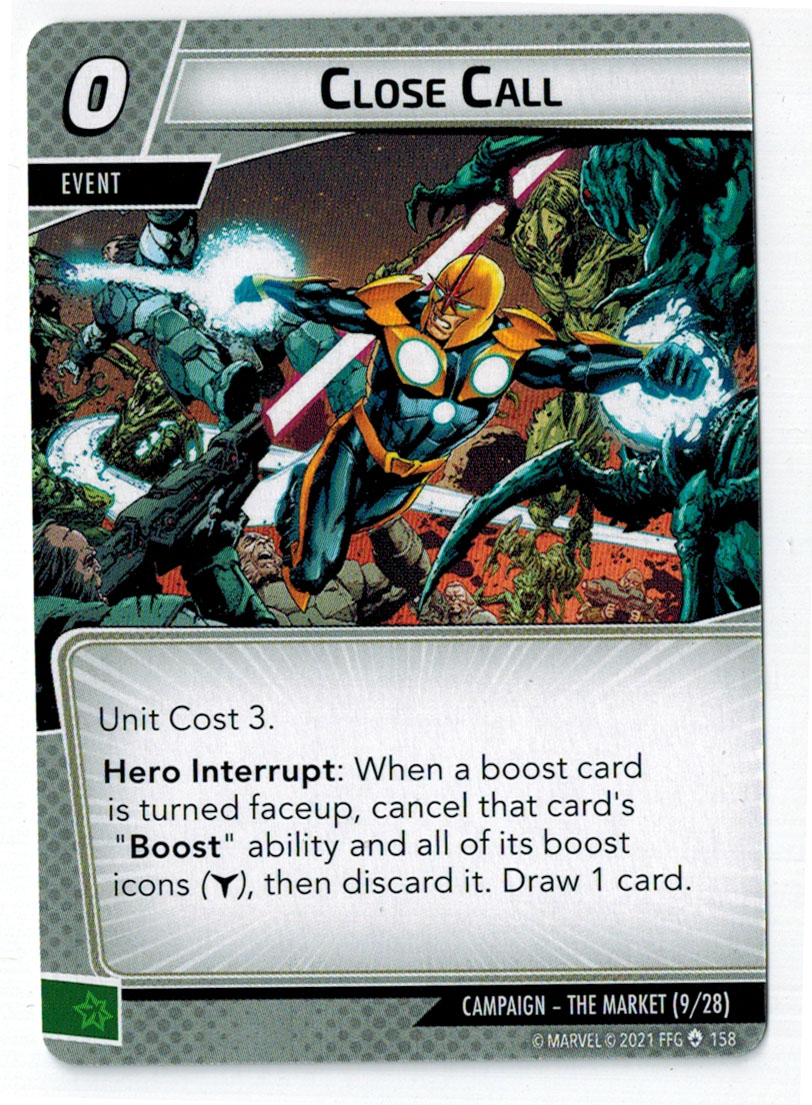 0
CLOSE CALL
EVENT
Unit Cost 3.
Hero Interrupt: When a boost card
is turned faceup, cancel that card's
"Boost" ability and all of its boost
icons ( ), then discard it. Draw 1 card.
CAMPAIGN – THE MARKET (9/28)
© MARVEL © 2021 FFG 158